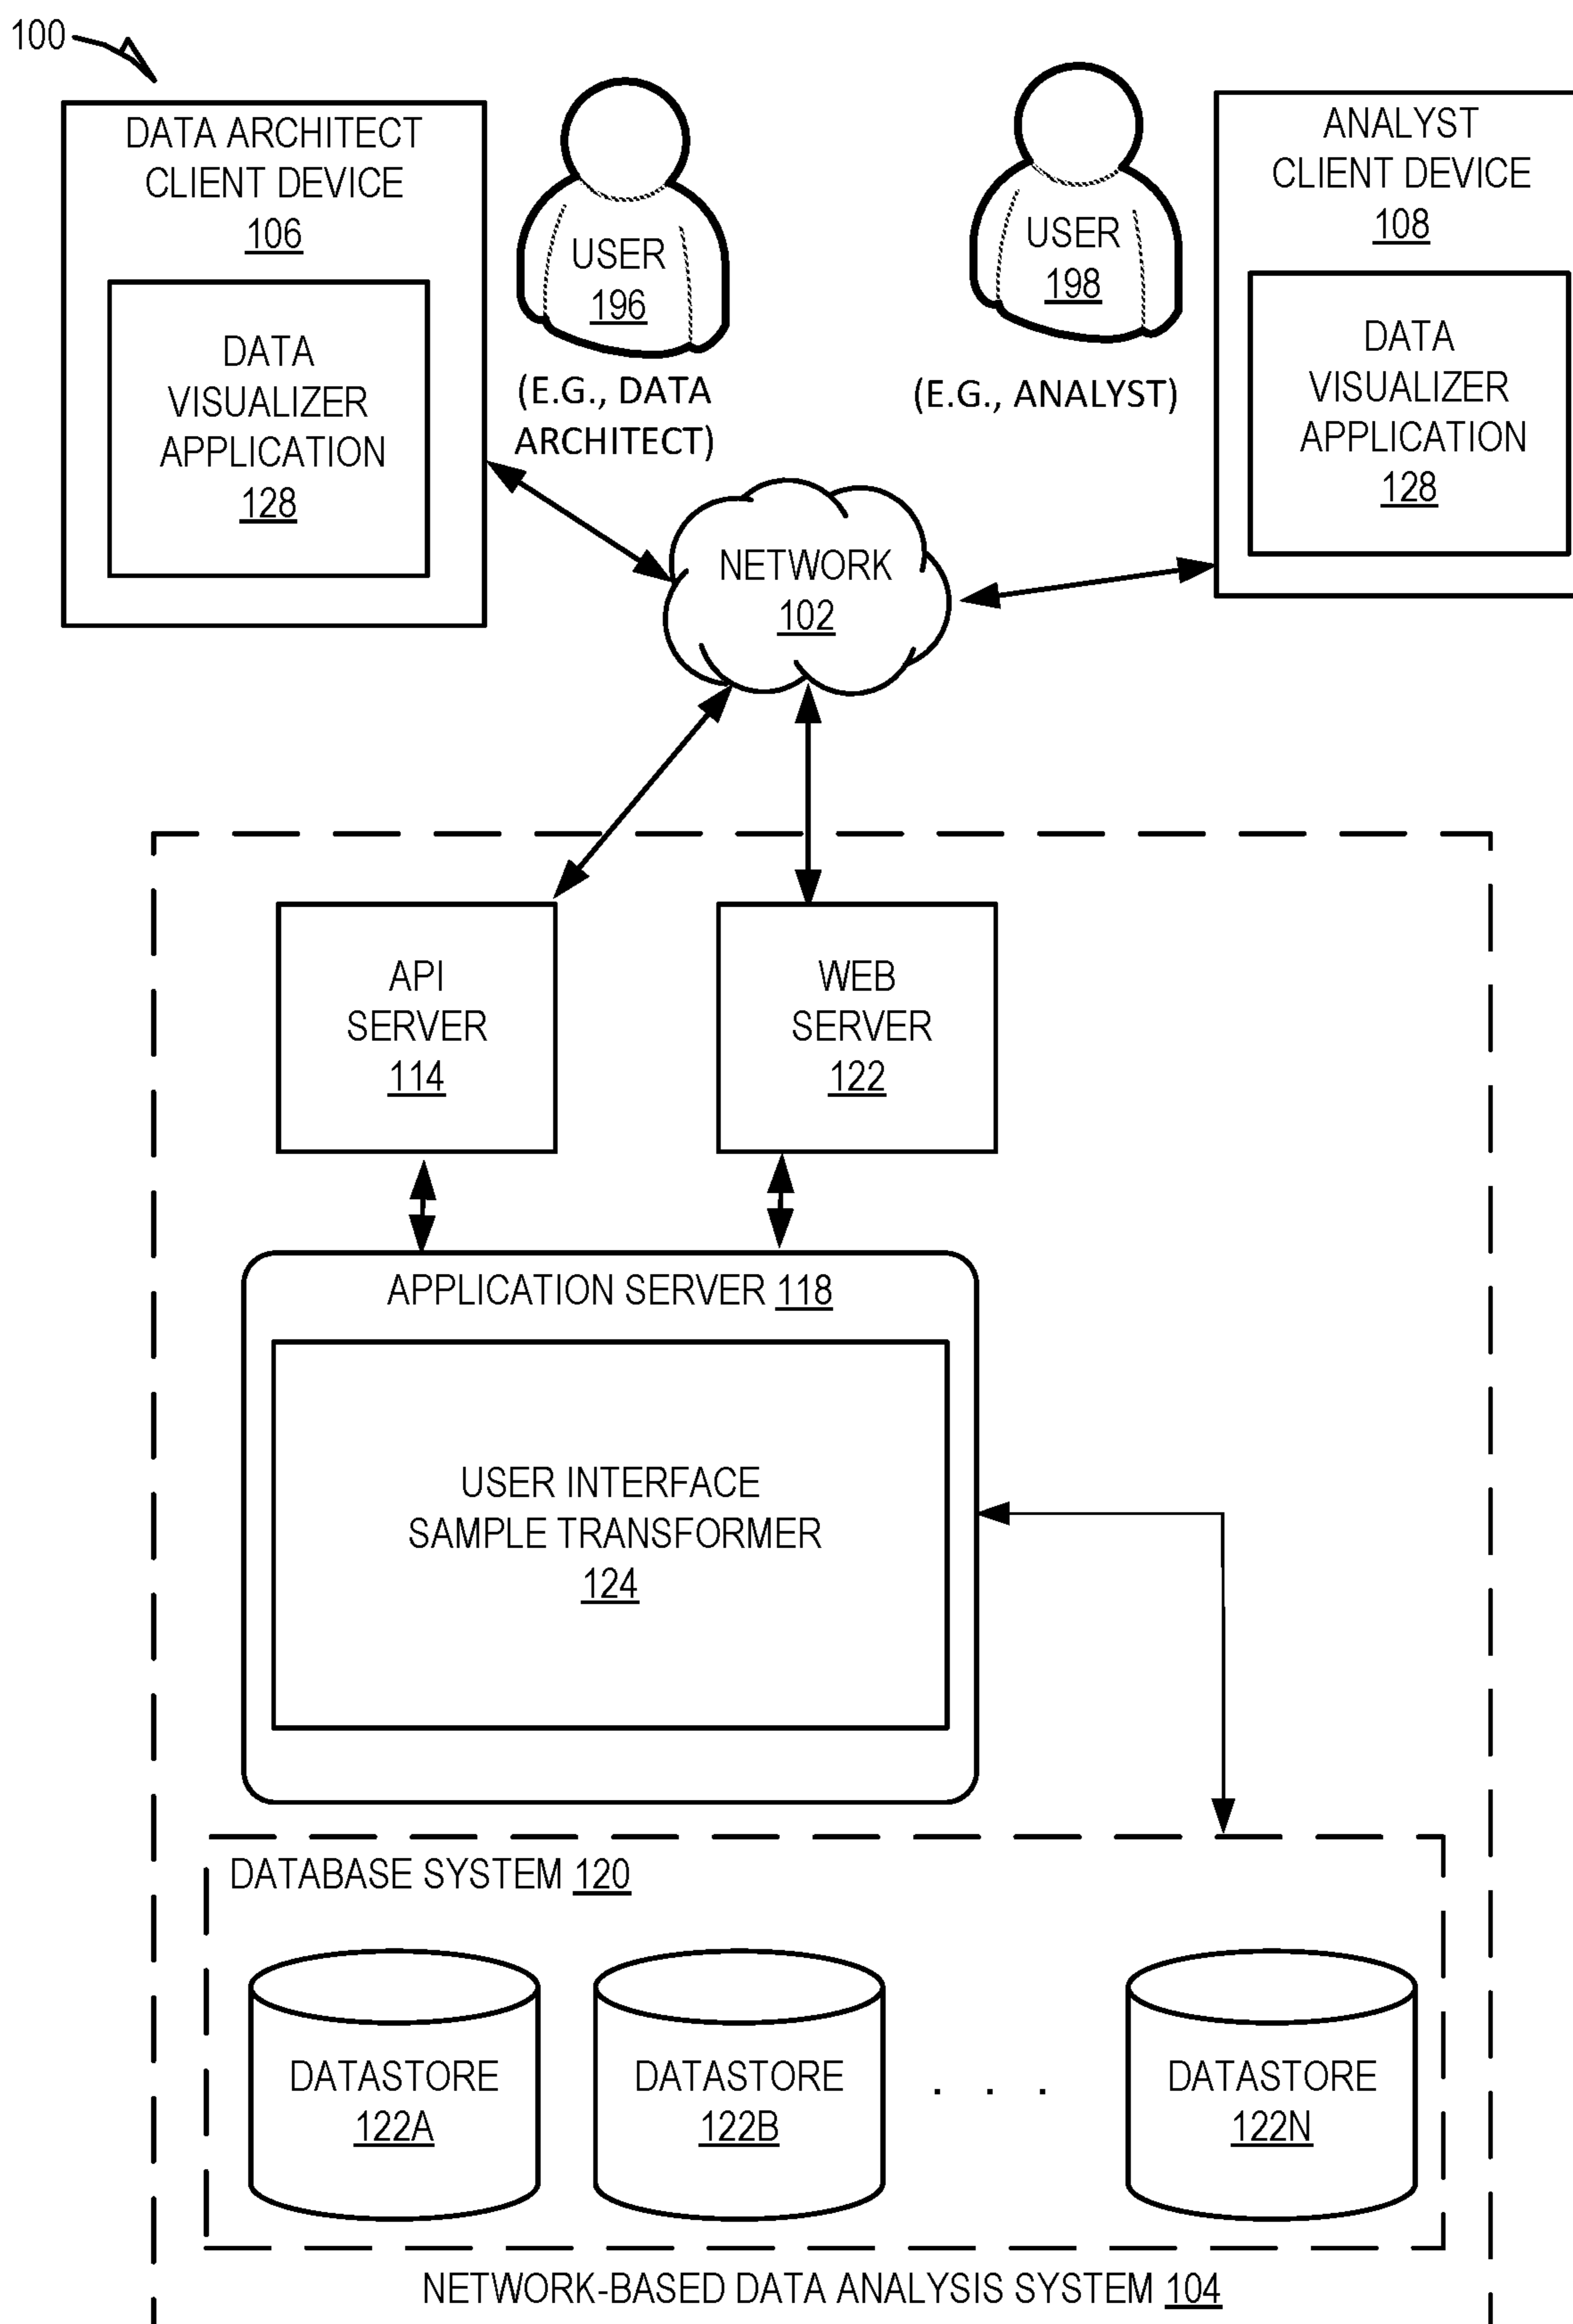 100
DATA ARCHITECT
CLIENT DEVICE
106
DATA
VISUALIZER
APPLICATION
128
USER
196
(E.G., DATA
ARCHITECT)
USER
198
(E.G., ANALYST)
ANALYST
CLIENT DEVICE
108
DATA
VISUALIZER
APPLICATION
128
NETWORK
102
API
SERVER
114
WEB
SERVER
122
APPLICATION SERVER 118
USER INTERFACE
SAMPLE TRANSFORMER
124
DATABASE SYSTEM 120
DATASTORE
122A
DATASTORE
122B
. . .
DATASTORE
122N
NETWORK-BASED DATA ANALYSIS SYSTEM 104